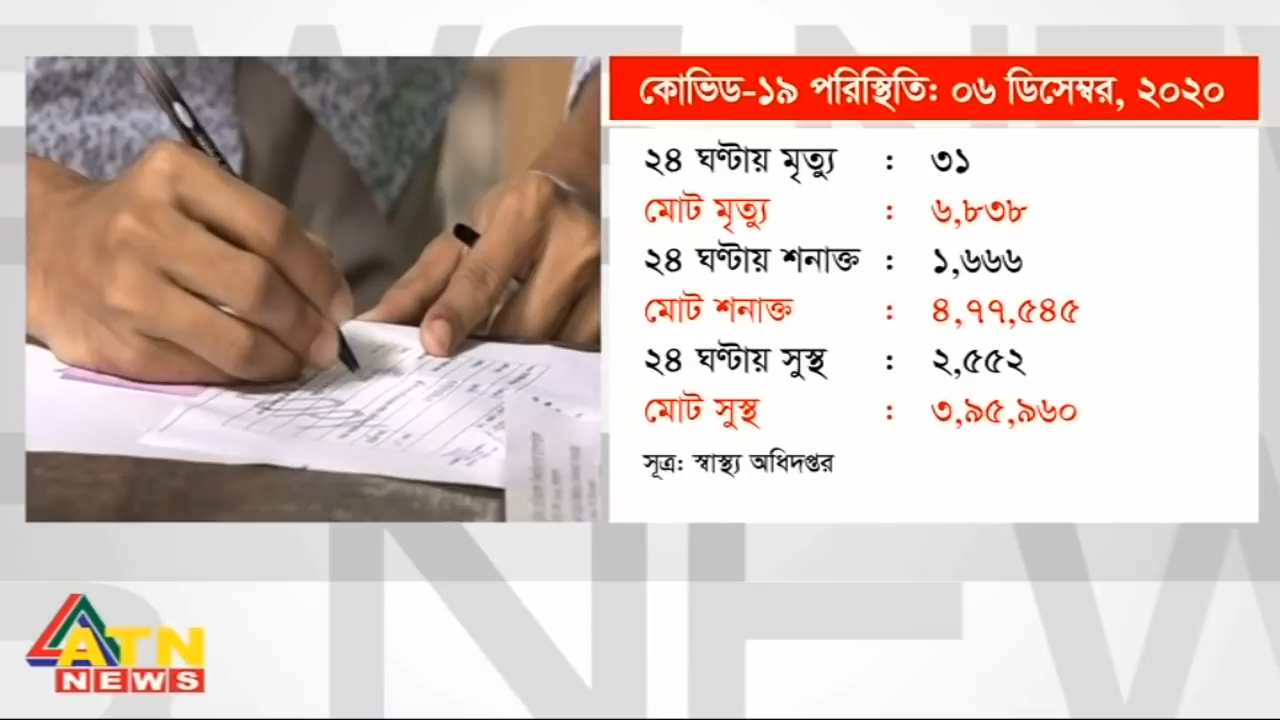 কোভিড-১৯ পরিস্থিতি: ০৬ ডিসেম্বর, ২০২০
২৪ ঘণ্টায় মৃত্যু : ৩১
মোট মৃত্যু : ৬,৮৩৮
২৪ ঘণ্টায় শনাক্ত : ১,৬৬৬
মোট শনাক্ত : ৪,৭৭,৫৪৫
২৪ ঘণ্টায় সুস্থ : ২,৫৫২
মোট সুস্থ : ৩,৯৫,৯৬০
সূত্র: স্বাস্থ্য অধিদপ্তর
ATN
NEWS